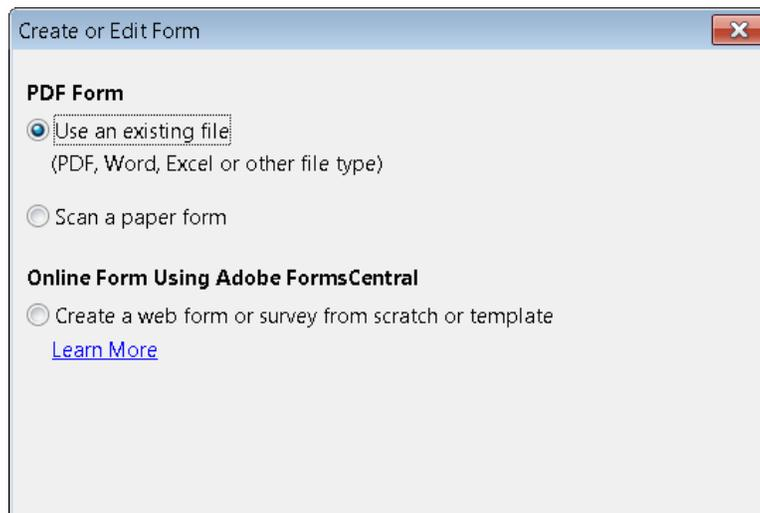 Create or Edit Form
PDF Form
Use an existing file
(PDF, Word, Excel or other file type)
Scan a paper form
Online Form Using Adobe FormsCentral
Create a web form or survey from scratch or template
Learn More